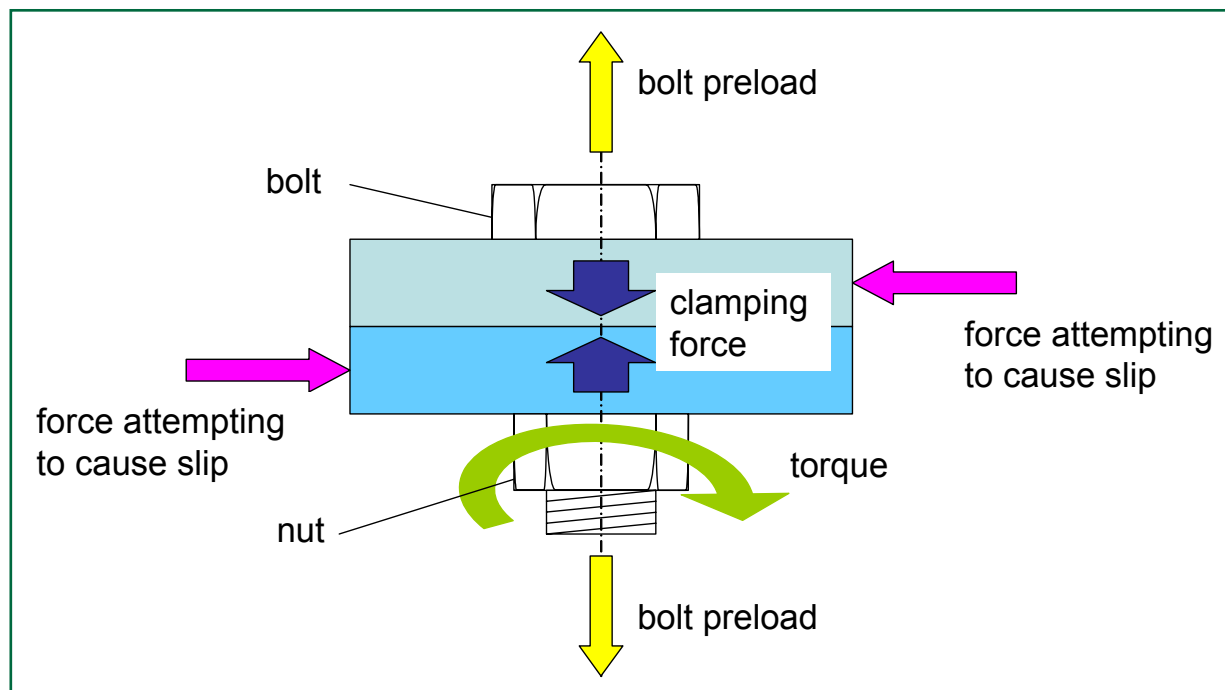 bolt preload
bolt
clamping
force
force attempting
to cause slip
force attempting
to cause slip
torque
nut
bolt preload